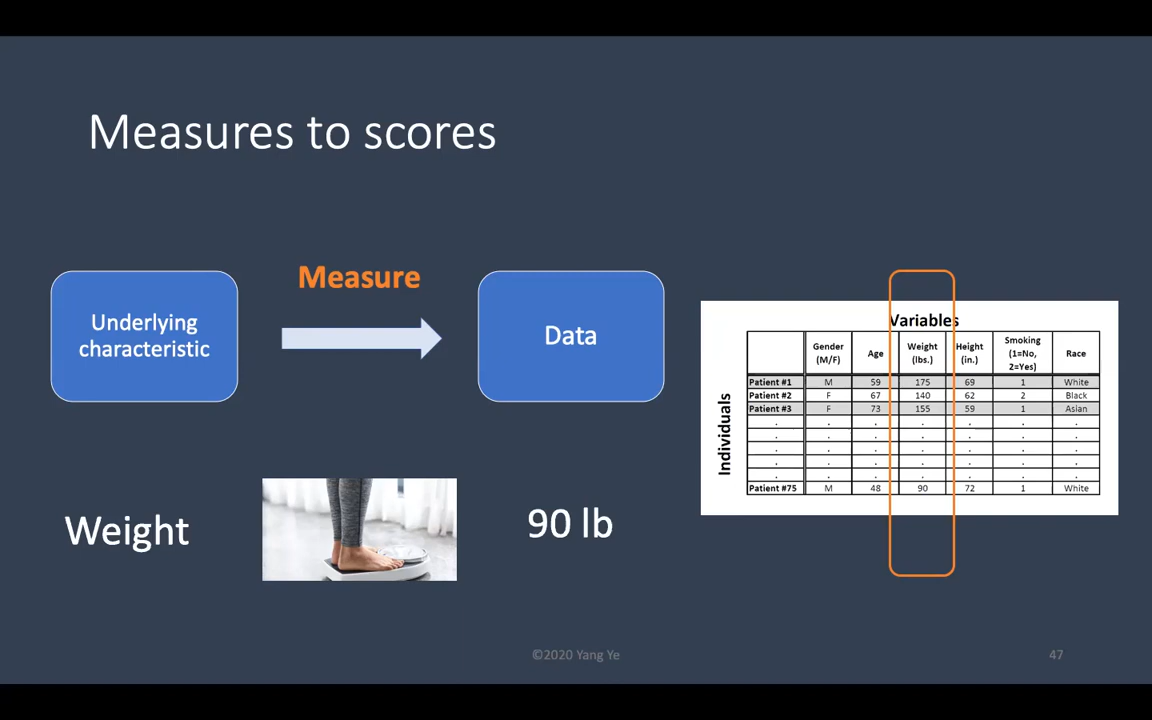 Measures to scores
Underlying
characteristic
Measure
Data
Weight
90 lb
Variables
Individuals
Gender (M/F) Age Weight (lbs.) Height (in.) Smoking (1=No, 2=Yes) Race
Patient #1 M 59 175 69 1 White
Patient #2 F 67 140 62 2 Black
Patient #3 F 73 155 59 1 Asian
. . . . . . .
. . . . . . .
. . . . . . .
. . . . . . .
. . . . . . .
Patient #75 M 48 90 72 1 White
©2020 Yang Ye
47